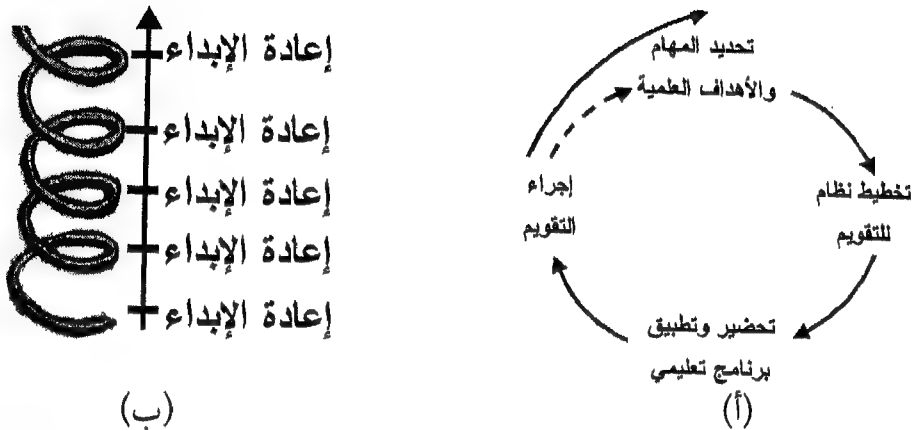 تحديد المهام
والأهداف العلمية
تخطيط نظام
للتقويم
تحضير وتطبيق
برنامج تعليمي
إجراء
التقويم
(أ)
إعادة الإبداء
إعادة الإبداء
إعادة الإبداء
إعادة الإبداء
إعادة الإبداء
(ب)